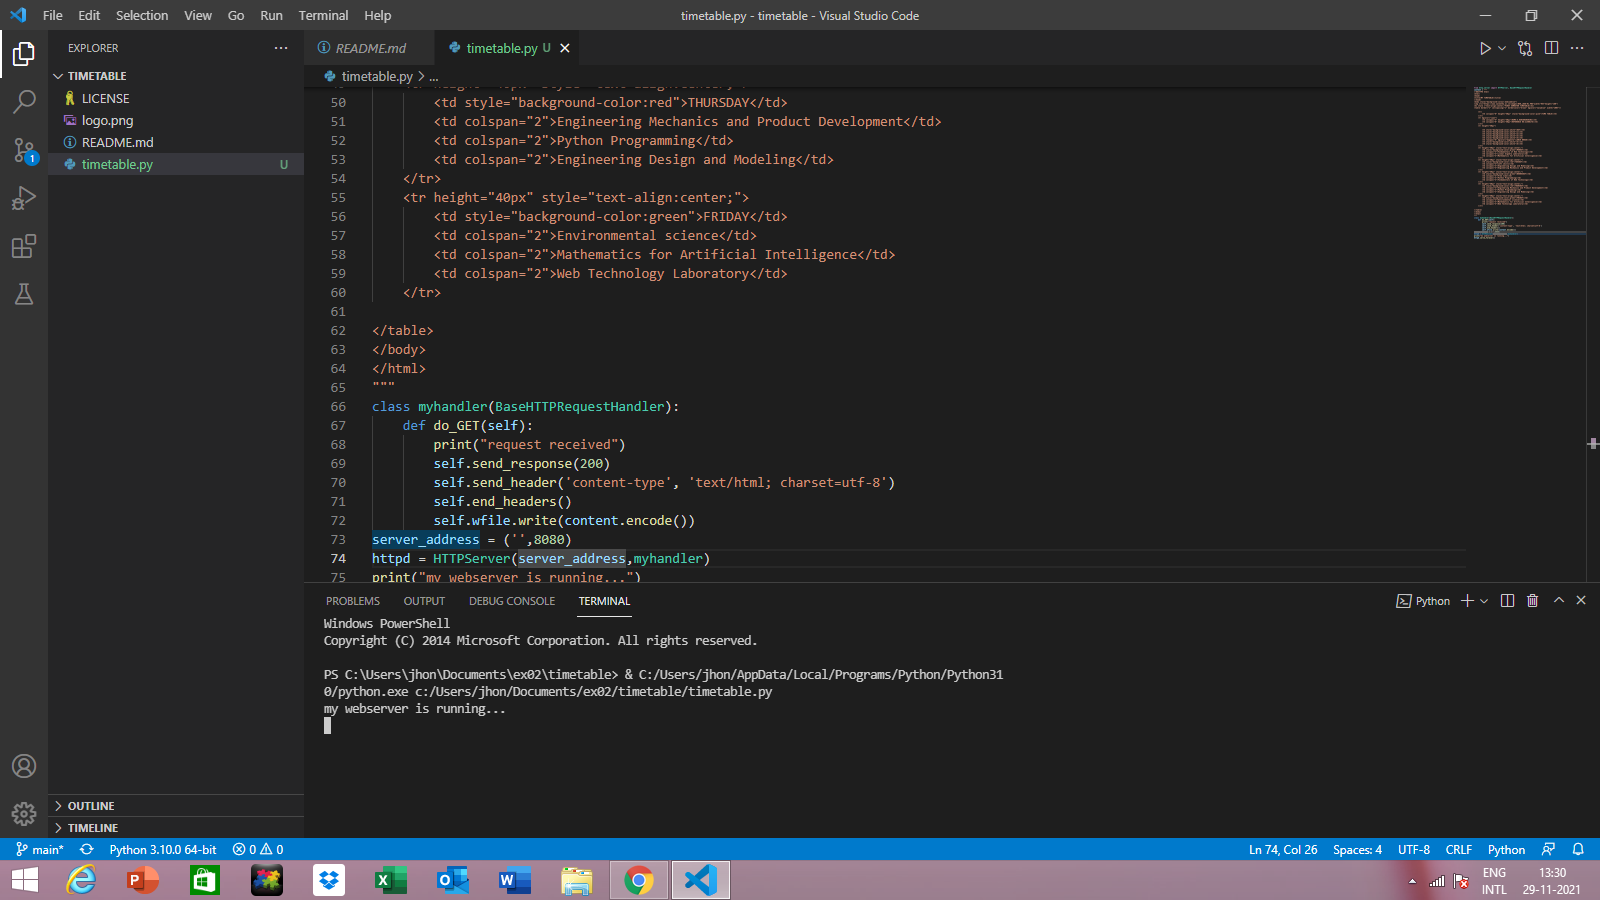 File Edit Selection View Go Run Terminal Help
timetable.py - timetable - Visual Studio Code
EXPLORER
TIMETABLE
LICENSE
logo.png
README.md
timetable.py U
OUTLINE
TIMELINE
README.md
timetable.py U
timetable.py > ...
50 <td style="background-color:red">THURSDAY</td>
51 <td colspan="2">Engineering Mechanics and Product Development</td>
52 <td colspan="2">Python Programming</td>
53 <td colspan="2">Engineering Design and Modeling</td>
54 </tr>
55 <tr height="40px" style="text-align:center;">
56 <td style="background-color:green">FRIDAY</td>
57 <td colspan="2">Environmental science</td>
58 <td colspan="2">Mathematics for Artificial Intelligence</td>
59 <td colspan="2">Web Technology Laboratory</td>
60 </tr>
61
62 </table>
63 </body>
64 </html>
65 """
66 class myhandler(BaseHTTPRequestHandler):
67 def do_GET(self):
68 print("request received")
69 self.send_response(200)
70 self.send_header('content-type', 'text/html; charset=utf-8')
71 self.end_headers()
72 self.wfile.write(content.encode())
73 server_address = ('',8080)
74 httpd = HTTPServer(server_address,myhandler)
75 print("my webserver is running...")
PROBLEMS OUTPUT DEBUG CONSOLE TERMINAL
Python
Windows PowerShell
Copyright (C) 2014 Microsoft Corporation. All rights reserved.
PS C:\Users\jhon\Documents\ex02\timetable> & C:/Users/jhon/AppData/Local/Programs/Python/Python31
0/python.exe c:/Users/jhon/Documents/ex02/timetable/timetable.py
my webserver is running...
1
main* Python 3.10.0 64-bit 0 0
Ln 74, Col 26 Spaces: 4 UTF-8 CRLF Python
ENG
INTL
13:30
29-11-2021